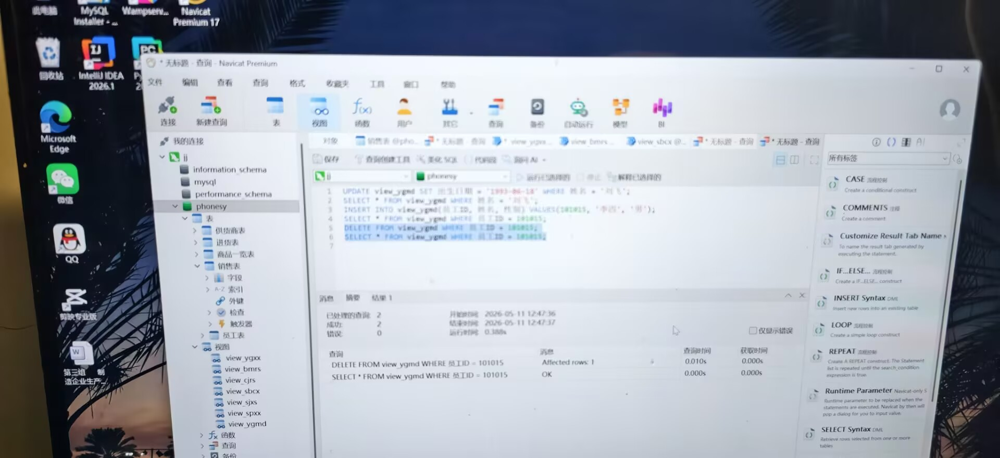 此电脑
MySQL
Installer - ...
Wampserv...
Navicat
Premium 17
回收站
IntelliJ IDEA
2026.1
Microsoft
Edge
微信
QQ
剪映专业版
第三组 制
造企业生产...
* 无标题 - 查询 - Navicat Premium
文件 编辑 查看 查询 格式 收藏夹 工具 窗口 帮助
连接 新建查询 表 视图 函数 用户 其它 查询 备份 自动运行 模型 BI
我的连接
jj
information_schema
mysql
performance_schema
phonesy
表
供货商表
进货表
商品一览表
销售表
字段
A-Z 索引
外键
检查
触发器
员工表
视图
view_ygxx
view_bmrs
view_cjrs
view_sbcx
view_sjxs
view_spxx
view_ygmd
函数
查询
备份
对象 销售表 @pho... * 无标题 - 查询 * view_ygxx... view_bmrs ... view_sbcx @... * 无标题 - 查询 * 无标题 - 查询
保存 查询创建工具 美化 SQL 代码段 询问 AI
jj phonesy 运行已选择的 停止 解释已选择的
1 UPDATE view_ygmd SET 出生日期 = '1993-06-18' WHERE 姓名 = '刘飞';
2 SELECT * FROM view_ygmd WHERE 姓名 = '刘飞';
3 INSERT INTO view_ygmd(员工ID, 姓名, 性别) VALUES(101015, '李四', '男');
4 SELECT * FROM view_ygmd WHERE 员工ID = 101015;
5 DELETE FROM view_ygmd WHERE 员工ID = 101015;
6 SELECT * FROM view_ygmd WHERE 员工ID = 101015;
7
消息 摘要 结果 1
已处理的查询: 2 开始时间: 2026-05-11 12:47:36
成功: 2 结束时间: 2026-05-11 12:47:37
错误: 0 运行时间: 0.388s
仅显示错误
查询 消息 查询时间 获取时间
DELETE FROM view_ygmd WHERE 员工ID = 101015 Affected rows: 1 0.010s 0.000s
SELECT * FROM view_ygmd WHERE 员工ID = 101015 OK 0.000s 0.000s
所有标签
CASE 流程控制
Create a conditional construct
COMMENTS 注释
Create a comment
Customize Result Tab Name
To name the result tab generated by
executing the statement.
IF...ELSE... 流程控制
Create a IF...ELSE... construct
INSERT Syntax DML
Insert new rows into an existing table
LOOP 流程控制
Create a simple loop construct
REPEAT 流程控制
Create A REPEAT construct. The Statement
list is repeated until the search_condition
expression is true.
Runtime Parameter Navicat-only S
Runtime parameter to be replaced when the
statements are executed. Navicat by then will
pop a dialog for you to input value.
SELECT Syntax DML
Retrieve rows selected from one or more
tables